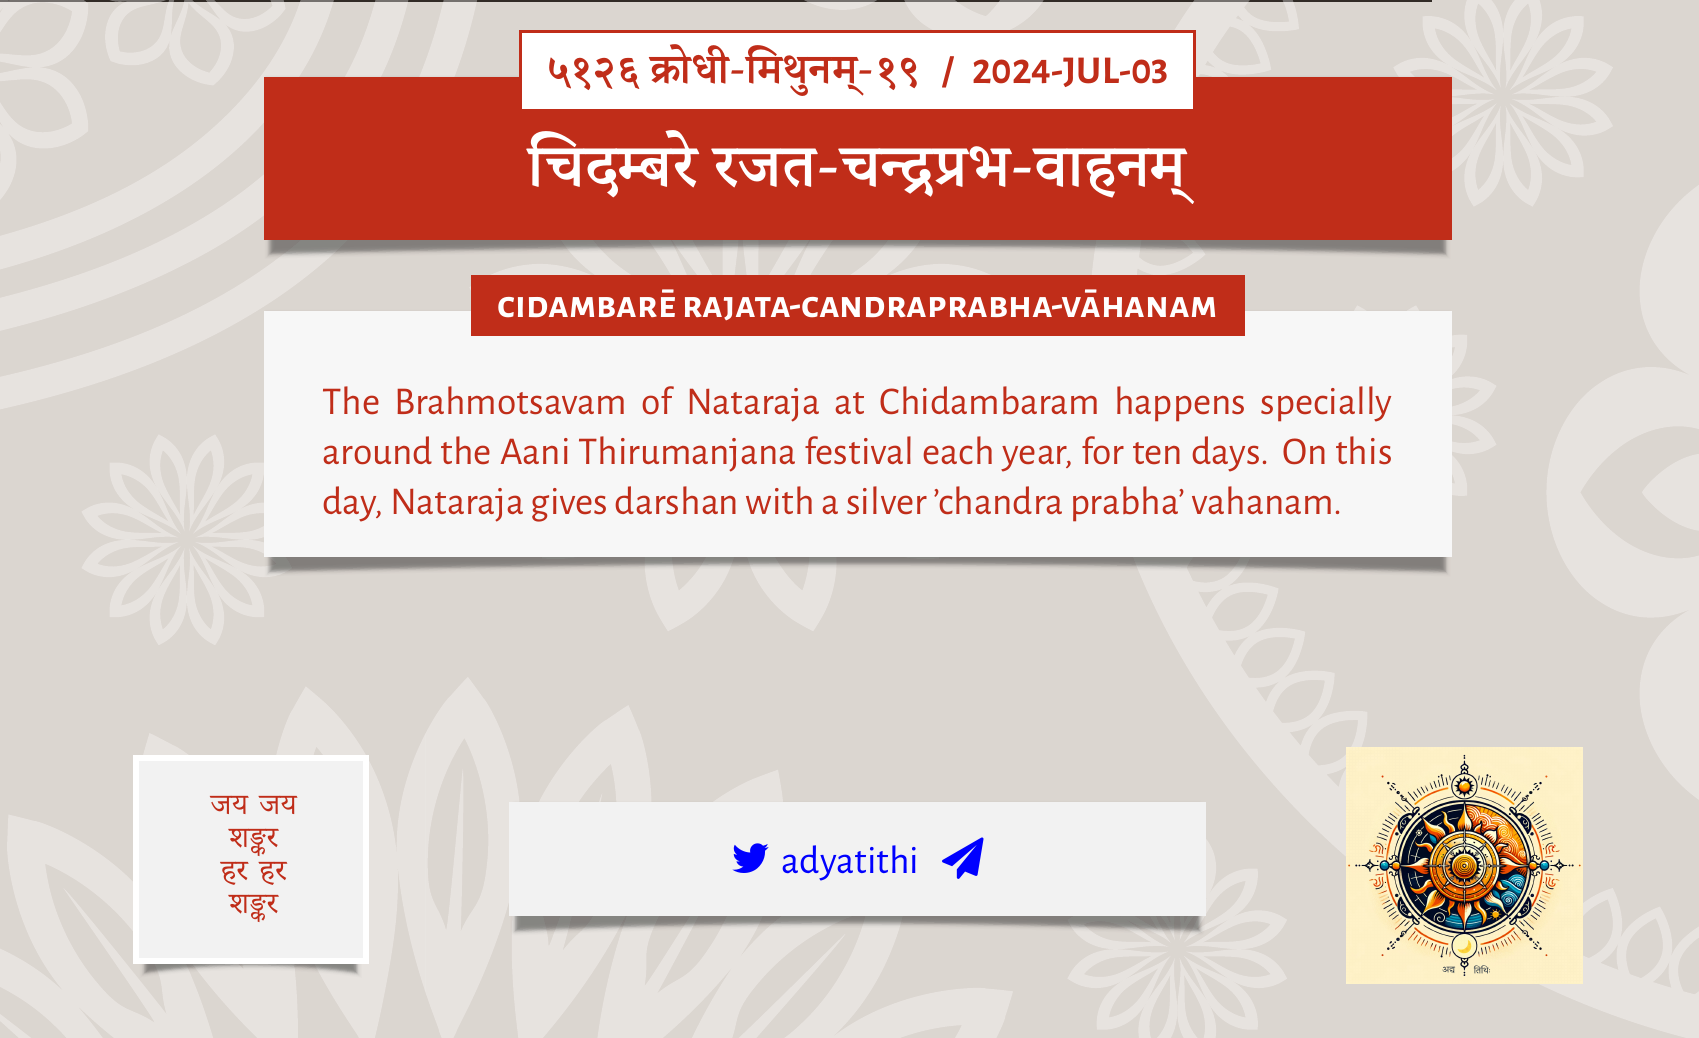 ५१२६ क्रोधी-मिथुनम्-१९ / 2024-JUL-03
चिदम्बरे रजत-चन्द्रप्रभ-वाहनम्
CIDAMBARĒ RAJATA-CANDRAPRABHA-VĀHANAM
The Brahmotsavam of Nataraja at Chidambaram happens specially
around the Aani Thirumanjana festival each year, for ten days. On this
day, Nataraja gives darshan with a silver ’chandra prabha’ vahanam.
जय जय
शङ्कर
हर हर
शङ्कर
adyatithi
अद्य तिथिः